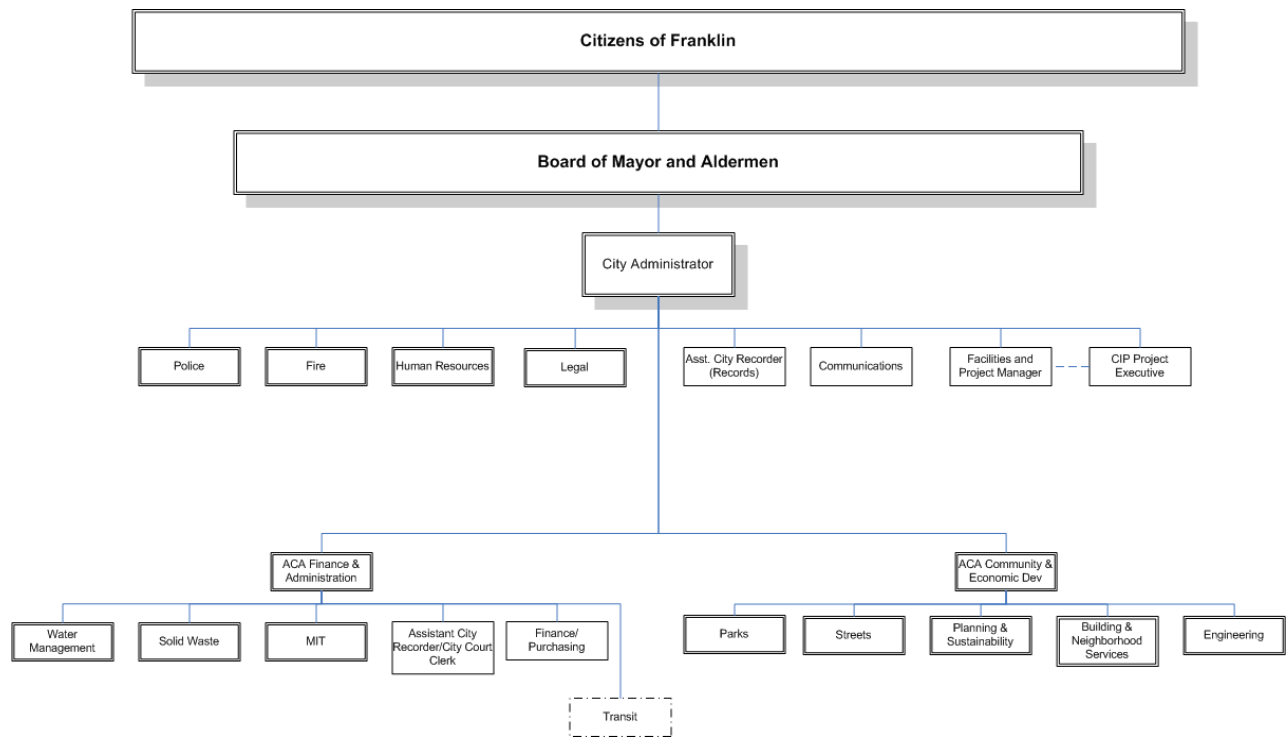 Citizens of Franklin
Board of Mayor and Aldermen
City Administrator
Police
Fire
Human Resources
Legal
Asst. City Recorder
(Records)
Communications
Facilities and
Project Manager
CIP Project
Executive
ACA Finance &
Administration
ACA Community &
Economic Dev
Water
Management
Solid Waste
MIT
Assistant City
Recorder/City Court
Clerk
Finance/
Purchasing
Parks
Streets
Planning &
Sustainability
Building &
Neighborhood
Services
Engineering
Transit